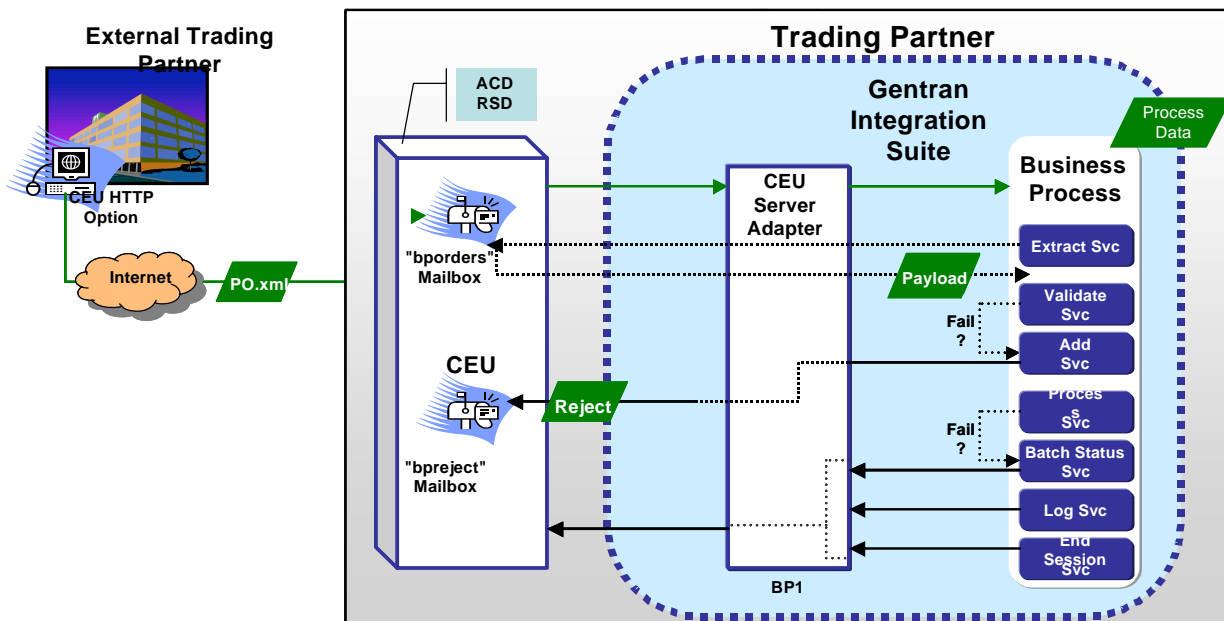 External Trading
Partner
CEU HTTP
Option
Internet
PO.xml
Trading Partner
ACD
RSD
Gentran
Integration
Suite
Process
Data
"bporders"
Mailbox
CEU
Reject
"bpreject"
Mailbox
CEU
Server
Adapter
BP1
Payload
Business
Process
Extract Svc
Validate
Svc
Fail
?
Add
Svc
Proces
s
Svc
Fail
?
Batch Status
Svc
Log Svc
End
Session
Svc